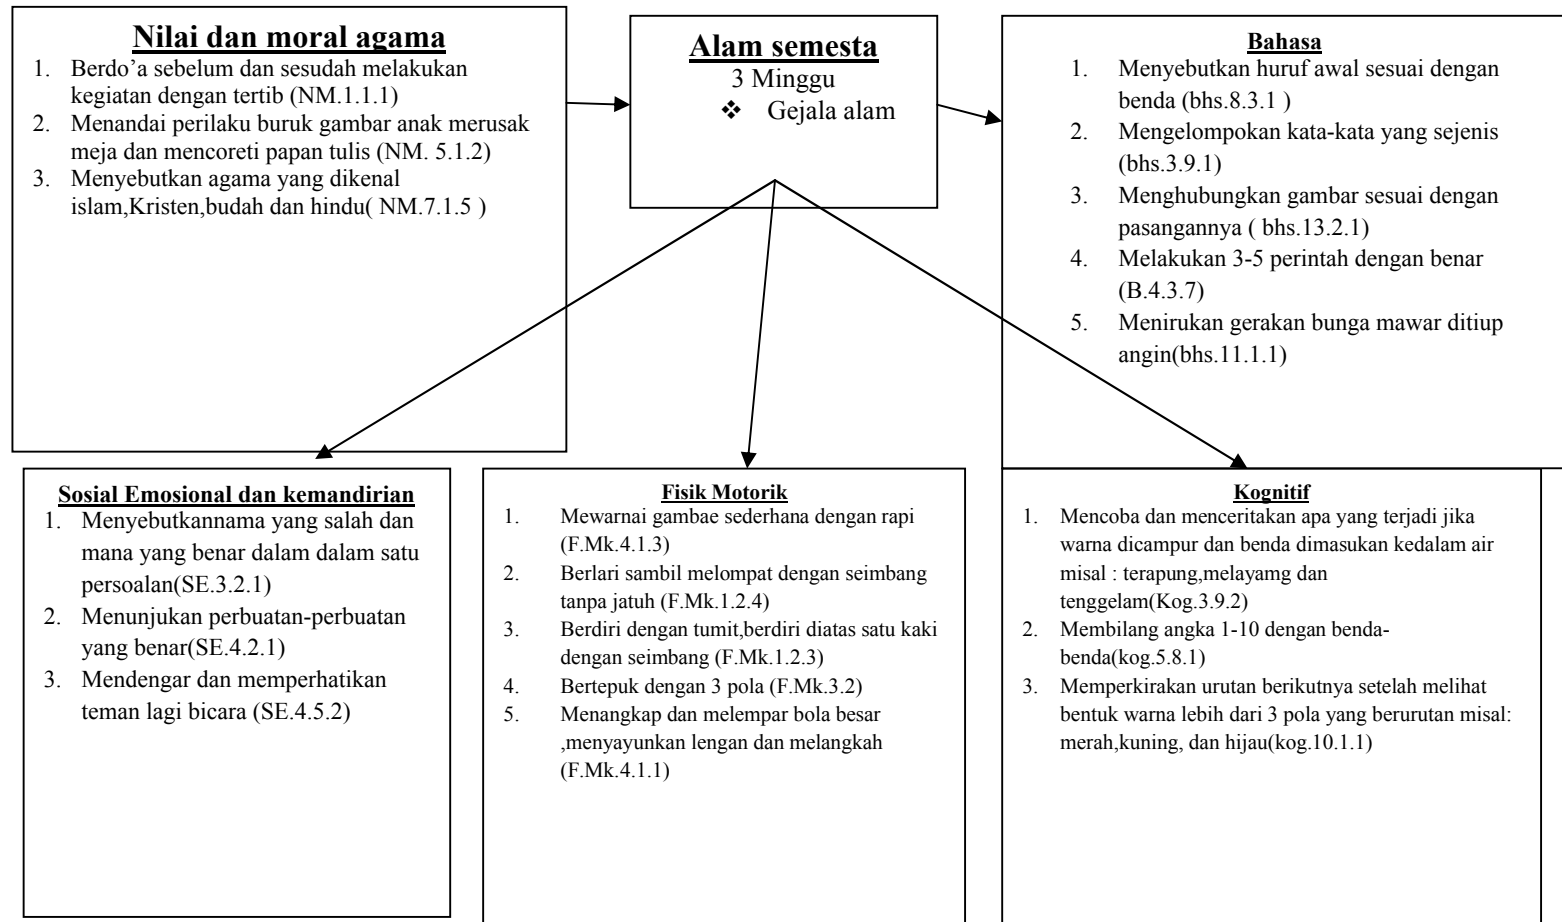 Nilai dan moral agama
1. Berdo’a sebelum dan sesudah melakukan
kegiatan dengan tertib (NM.1.1.1)
2. Menandai perilaku buruk gambar anak merusak
meja dan mencoreti papan tulis (NM. 5.1.2)
3. Menyebutkan agama yang dikenal
islam,Kristen,budah dan hindu( NM.7.1.5 )
Alam semesta
3 Minggu
❖ Gejala alam
Bahasa
1. Menyebutkan huruf awal sesuai dengan
benda (bhs.8.3.1 )
2. Mengelompokan kata-kata yang sejenis
(bhs.3.9.1)
3. Menghubungkan gambar sesuai dengan
pasangannya ( bhs.13.2.1)
4. Melakukan 3-5 perintah dengan benar
(B.4.3.7)
5. Menirukan gerakan bunga mawar ditiup
angin(bhs.11.1.1)
Sosial Emosional dan kemandirian
1. Menyebutkannama yang salah dan
mana yang benar dalam dalam satu
persoalan(SE.3.2.1)
2. Menunjukan perbuatan-perbuatan
yang benar(SE.4.2.1)
3. Mendengar dan memperhatikan
teman lagi bicara (SE.4.5.2)
Fisik Motorik
1. Mewarnai gambae sederhana dengan rapi
(F.Mk.4.1.3)
2. Berlari sambil melompat dengan seimbang
tanpa jatuh (F.Mk.1.2.4)
3. Berdiri dengan tumit,berdiri diatas satu kaki
dengan seimbang (F.Mk.1.2.3)
4. Bertepuk dengan 3 pola (F.Mk.3.2)
5. Menangkap dan melempar bola besar
,menyayunkan lengan dan melangkah
(F.Mk.4.1.1)
Kognitif
1. Mencoba dan menceritakan apa yang terjadi jika
warna dicampur dan benda dimasukan kedalam air
misal : terapung,melayamg dan
tenggelam(Kog.3.9.2)
2. Membilang angka 1-10 dengan benda-
benda(kog.5.8.1)
3. Memperkirakan urutan berikutnya setelah melihat
bentuk warna lebih dari 3 pola yang berurutan misal:
merah,kuning, dan hijau(kog.10.1.1)